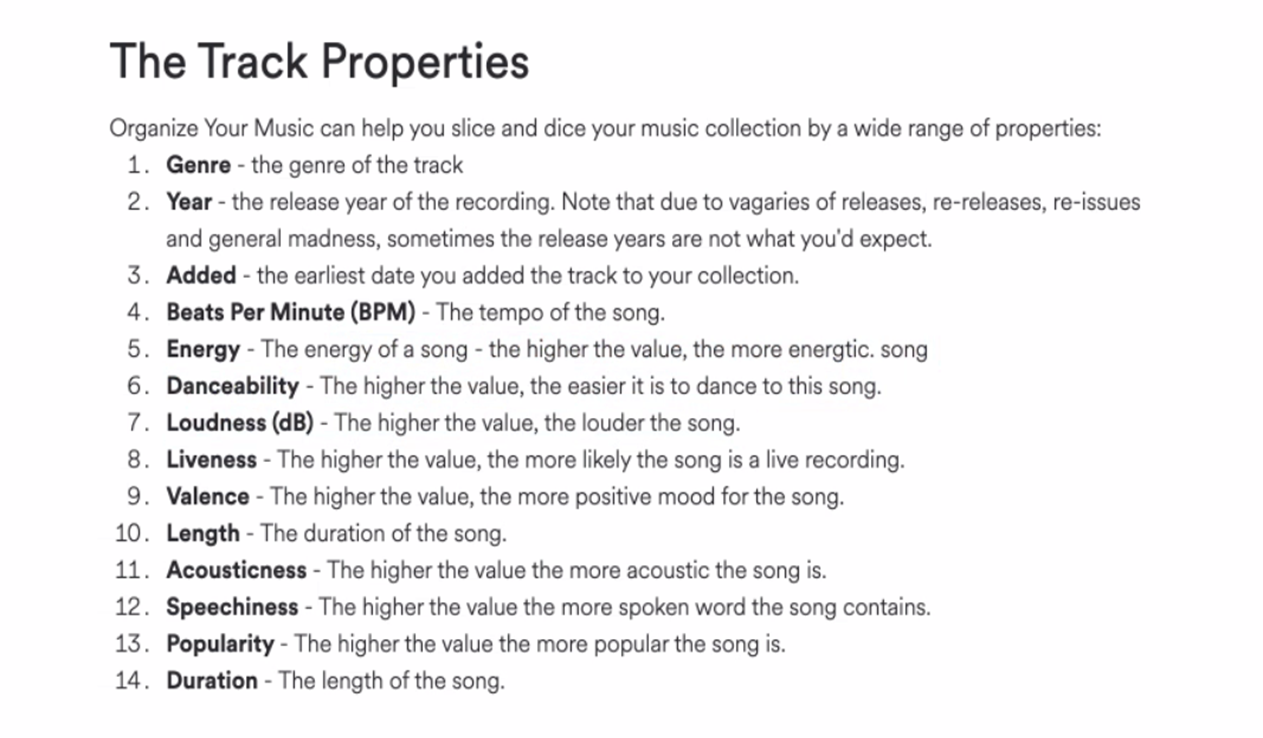 The Track Properties
Organize Your Music can help you slice and dice your music collection by a wide range of properties:
1. Genre - the genre of the track
2. Year - the release year of the recording. Note that due to vagaries of releases, re-releases, re-issues
and general madness, sometimes the release years are not what you'd expect.
3. Added - the earliest date you added the track to your collection.
4. Beats Per Minute (BPM) - The tempo of the song.
5. Energy - The energy of a song - the higher the value, the more energtic. song
6. Danceability - The higher the value, the easier it is to dance to this song.
7. Loudness (dB) - The higher the value, the louder the song.
8. Liveness - The higher the value, the more likely the song is a live recording.
9. Valence - The higher the value, the more positive mood for the song.
10. Length - The duration of the song.
11. Acousticness - The higher the value the more acoustic the song is.
12. Speechiness - The higher the value the more spoken word the song contains.
13. Popularity - The higher the value the more popular the song is.
14. Duration - The length of the song.